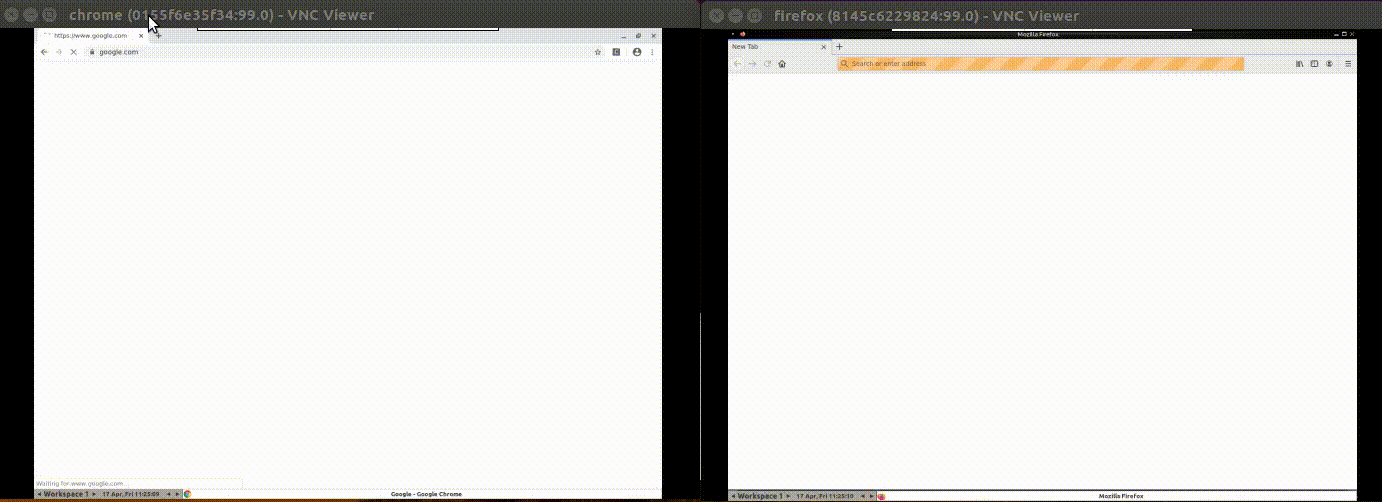 chrome (0155f6e35f34:99.0) - VNC Viewer
https://www.google.com
google.com
Waiting for www.google.com...
Workspace 1
17 Apr, Fri 11:25:09
Google - Google Chrome
firefox (8145c6229824:99.0) - VNC Viewer
Mozilla Firefox
New Tab
Search or enter address
Workspace 1
17 Apr, Fri 11:25:10
Mozilla Firefox